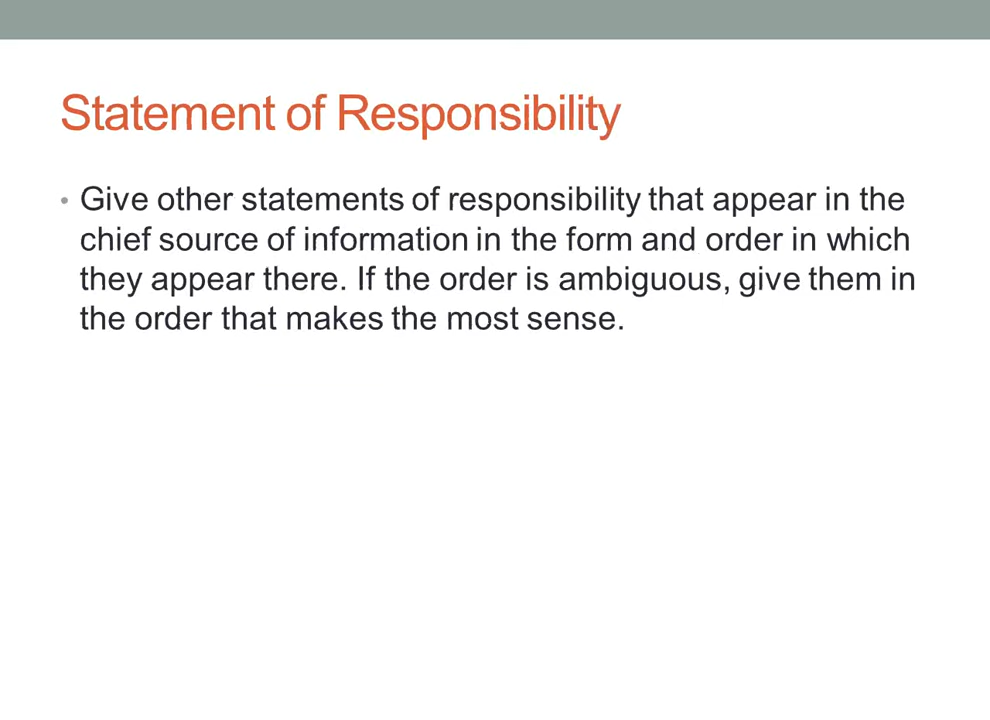 Statement of Responsibility
• Give other statements of responsibility that appear in the
chief source of information in the form and order in which
they appear there. If the order is ambiguous, give them in
the order that makes the most sense.